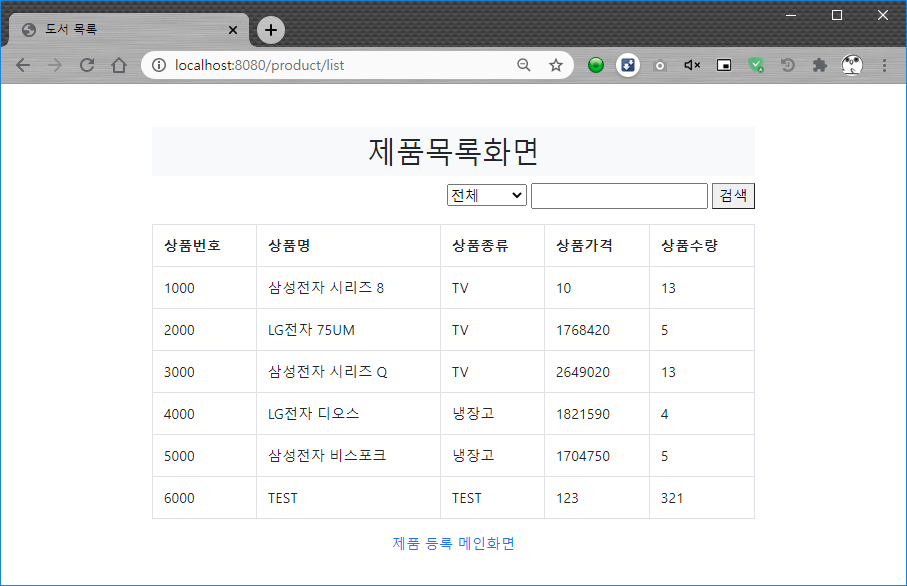 도서 목록
localhost:8080/product/list
제품목록화면
전체 검색
상품번호 상품명 상품종류 상품가격 상품수량
1000 삼성전자 시리즈 8 TV 10 13
2000 LG전자 75UM TV 1768420 5
3000 삼성전자 시리즈 Q TV 2649020 13
4000 LG전자 디오스 냉장고 1821590 4
5000 삼성전자 비스포크 냉장고 1704750 5
6000 TEST TEST 123 321
제품 등록 메인화면